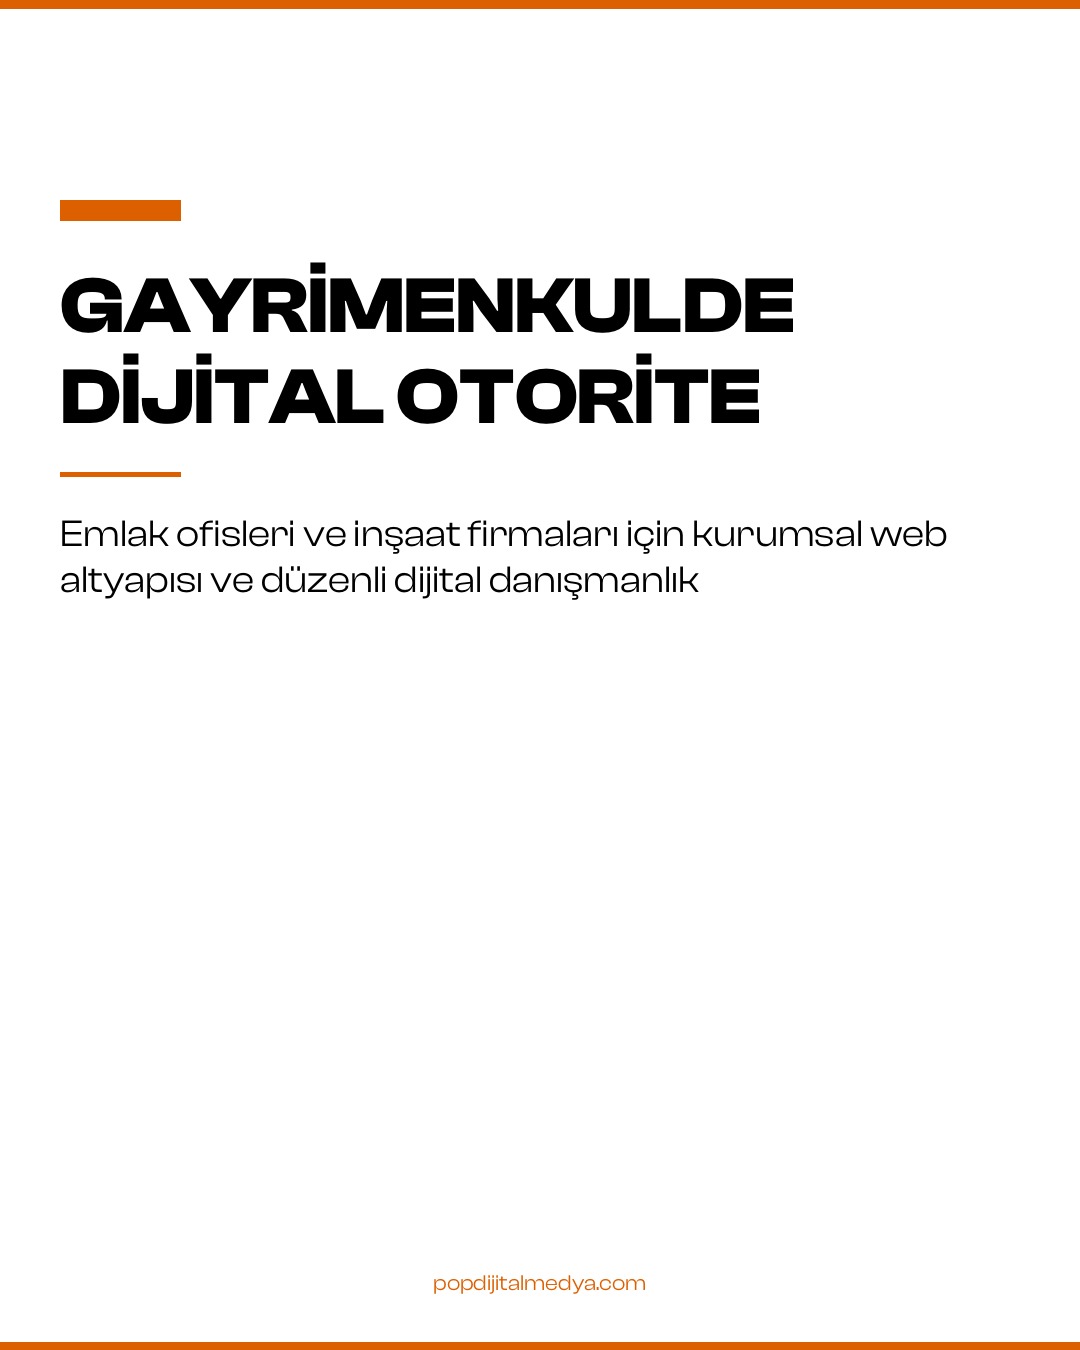 GAYRİMENKULDE
DİJİTAL OTORİTE
Emlak ofisleri ve inşaat firmaları için kurumsal web
altyapısı ve düzenli dijital danışmanlık
popdijitalmedya.com